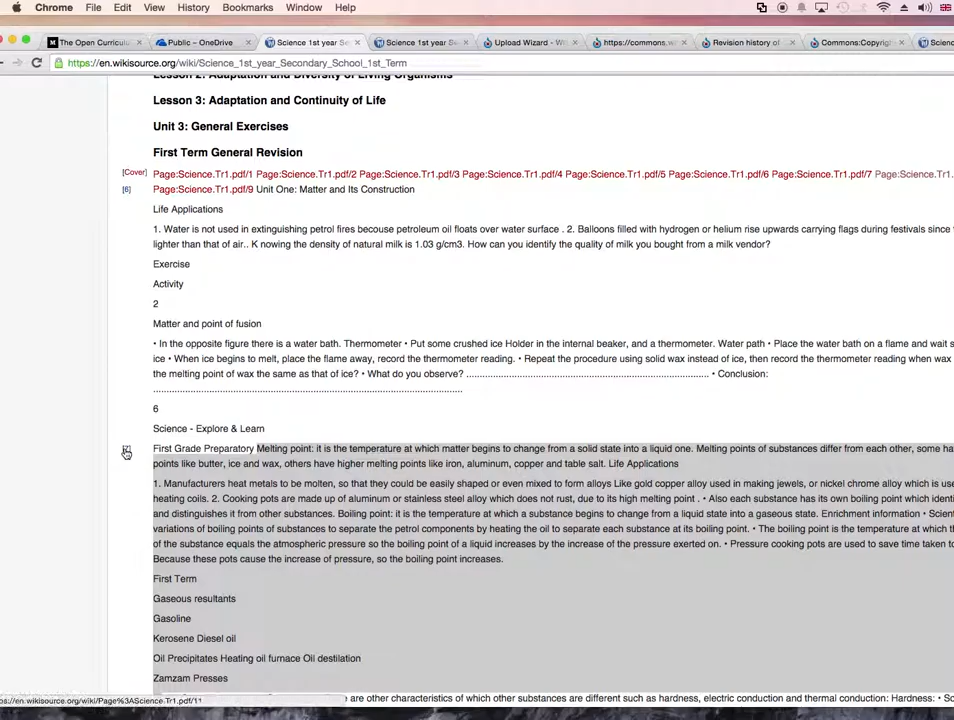 Chrome File Edit View History Bookmarks Window Help
The Open Curricul Public – OneDrive Science 1st year Se Science 1st year Se Upload Wizard - Wi https://commons.w Revision history of Commons:Copyrigh Scienc
https://en.wikisource.org/wiki/Science_1st_year_Secondary_School_1st_Term
Lesson 2: Adaptation and Diversity of Living Organisms
Lesson 3: Adaptation and Continuity of Life
Unit 3: General Exercises
First Term General Revision
[Cover] Page:Science.Tr1.pdf/1 Page:Science.Tr1.pdf/2 Page:Science.Tr1.pdf/3 Page:Science.Tr1.pdf/4 Page:Science.Tr1.pdf/5 Page:Science.Tr1.pdf/6 Page:Science.Tr1.pdf/7 Page:Science.Tr1.
[6] Page:Science.Tr1.pdf/9 Unit One: Matter and Its Construction
Life Applications
1. Water is not used in extinguishing petrol fires becouse petroleum oil floats over water surface . 2. Balloons filled with hydrogen or helium rise upwards carrying flags during festivals since
lighter than that of air.. K nowing the density of natural milk is 1.03 g/cm3. How can you identify the quality of milk you bought from a milk vendor?
Exercise
Activity
2
Matter and point of fusion
• In the opposite figure there is a water bath. Thermometer • Put some crushed ice Holder in the internal beaker, and a thermometer. Water path • Place the water bath on a flame and wait s
ice • When ice begins to melt, place the flame away, record the thermometer reading. • Repeat the procedure using solid wax instead of ice, then record the thermometer reading when wax
the melting point of wax the same as that of ice? • What do you observe? .................................................................................... • Conclusion:
.........................................................................................................
6
Science - Explore & Learn
First Grade Preparatory Melting point: it is the temperature at which matter begins to change from a solid state into a liquid one. Melting points of substances differ from each other, some ha
points like butter, ice and wax, others have higher melting points like iron, aluminum, copper and table salt. Life Applications
1. Manufacturers heat metals to be molten, so that they could be easily shaped or even mixed to form alloys Like gold copper alloy used in making jewels, or nickel chrome alloy which is use
heating coils. 2. Cooking pots are made up of aluminum or stainless steel alloy which does not rust, due to its high melting point . • Also each substance has its own boiling point which ident
and distinguishes it from other substances. Boiling point: it is the temperature at which a substance begins to change from a liquid state into a gaseous state. Enrichment information • Scien
variations of boiling points of substances to separate the petrol components by heating the oil to separate each substance at its boiling point. • The boiling point is the temperature at which th
of the substance equals the atmospheric pressure so the boiling point of a liquid increases by the increase of the pressure exerted on. • Pressure cooking pots are used to save time taken to
Because these pots cause the increase of pressure, so the boiling point increases.
First Term
Gaseous resultants
Gasoline
Kerosene Diesel oil
Oil Precipitates Heating oil furnace Oil destilation
Zamzam Presses
e are other characteristics of which other substances are different such as hardness, electric conduction and thermal conduction: Hardness: • So
ps://en.wikisource.org/wiki/Page%3AScience.Tr1.pdf/11